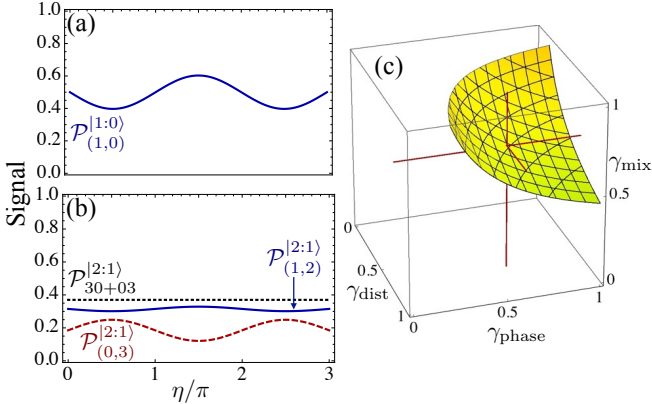 (a)
1.0
0.8
0.6
0.4
0.2
0.0
𝒫^{|1:0⟩}_{(1,0)}
Signal
(b)
1.0
0.8
0.6
0.4
0.2
0.0
𝒫^{|2:1⟩}_{30+03}
𝒫^{|2:1⟩}_{(1,2)}
𝒫^{|2:1⟩}_{(0,3)}
0 1 2 3
η/π
(c)
1
γ_mix
0.5
0
0
0.5
γ_dist
1
0
0.5
1
γ_phase